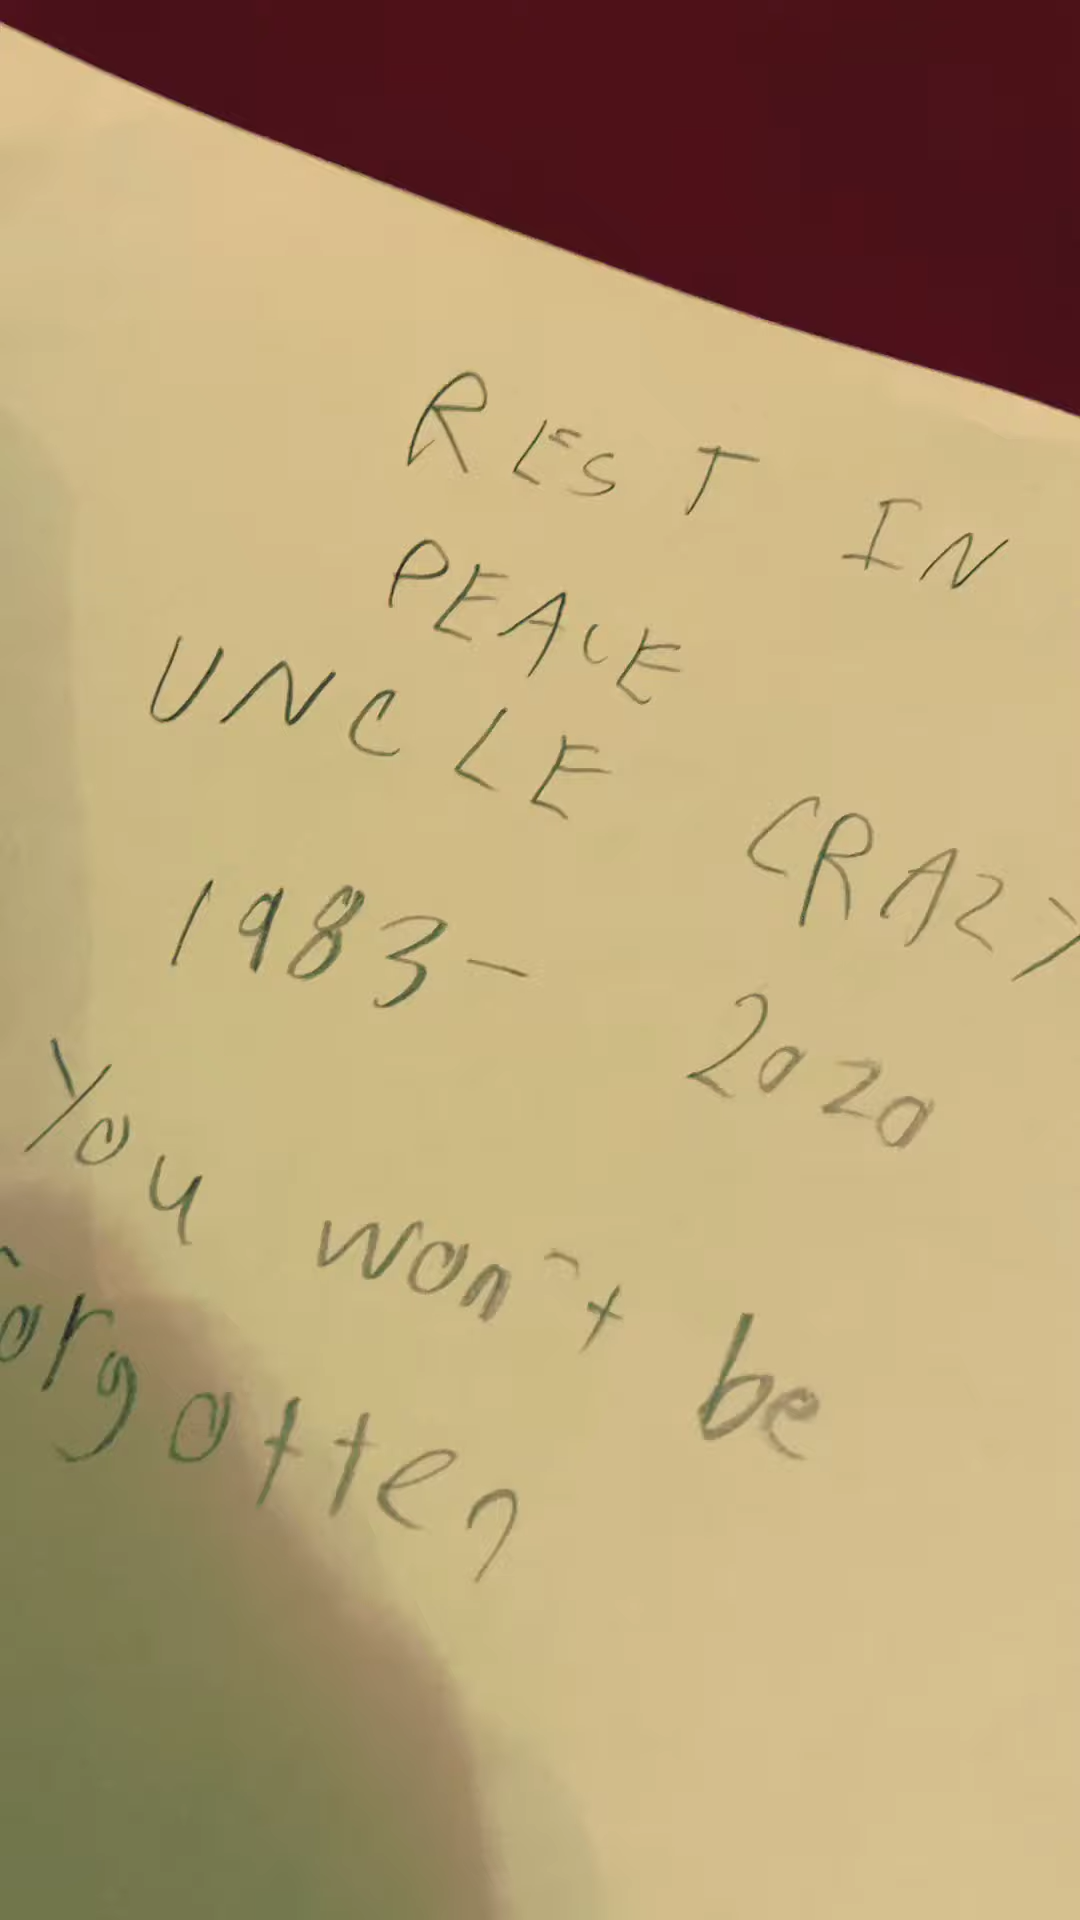 REST IN
PEACE
UNCLE CRAZY
1983- 2020
You won't be
forgotten